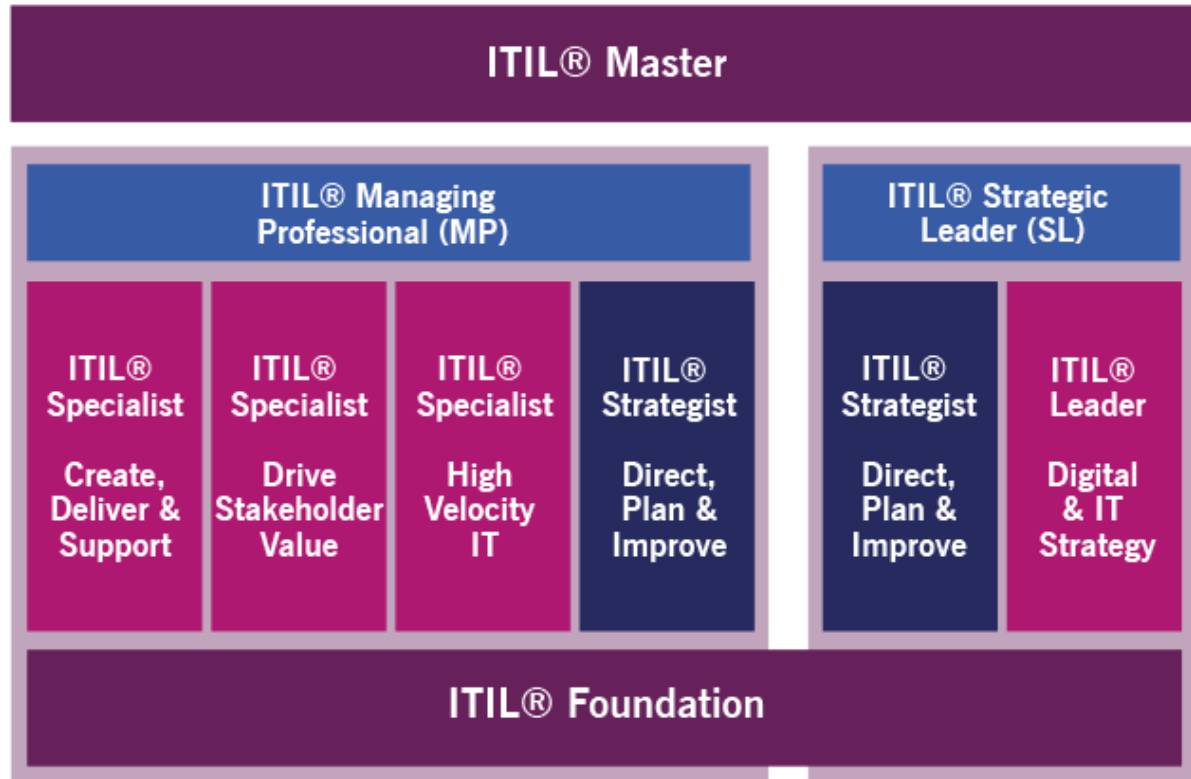 ITIL® Master
ITIL® Managing
Professional (MP)
ITIL® Strategic
Leader (SL)
ITIL®
Specialist
Create,
Deliver &
Support
ITIL®
Specialist
Drive
Stakeholder
Value
ITIL®
Specialist
High
Velocity
IT
ITIL®
Strategist
Direct,
Plan &
Improve
ITIL®
Strategist
Direct,
Plan &
Improve
ITIL®
Leader
Digital
& IT
Strategy
ITIL® Foundation